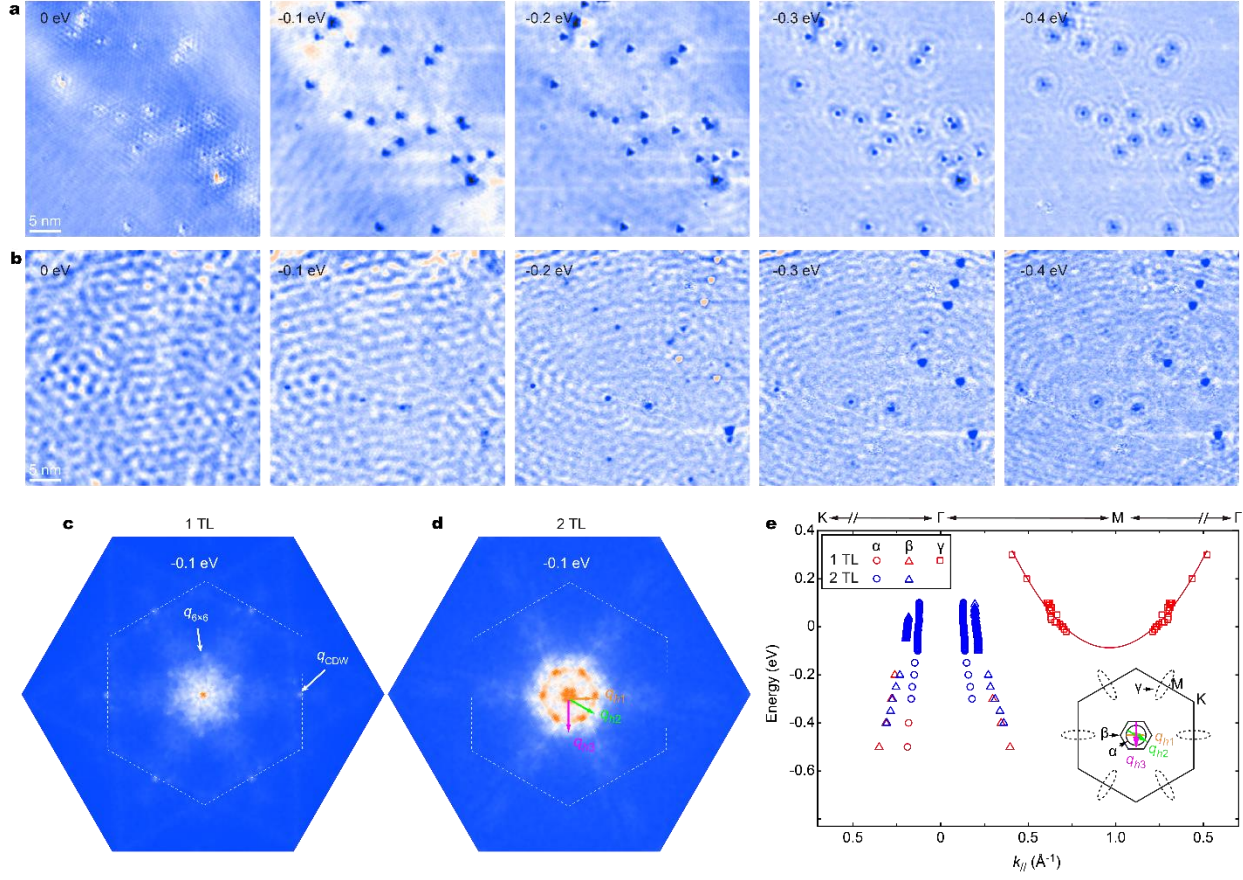 a
0 eV
-0.1 eV
-0.2 eV
-0.3 eV
-0.4 eV
5 nm
b
0 eV
-0.1 eV
-0.2 eV
-0.3 eV
-0.4 eV
5 nm
c
1 TL
-0.1 eV
q6×6
qCDW
d
2 TL
-0.1 eV
qh1
qh2
qh3
e
K Γ M Γ
α β γ
1 TL
2 TL
0.4
0.2
0
-0.2
-0.4
-0.6
Energy (eV)
γ M
K
β
α
qh1
qh2
qh3
0.5 0 0.5 1.0 0.5
k// (Å-1)